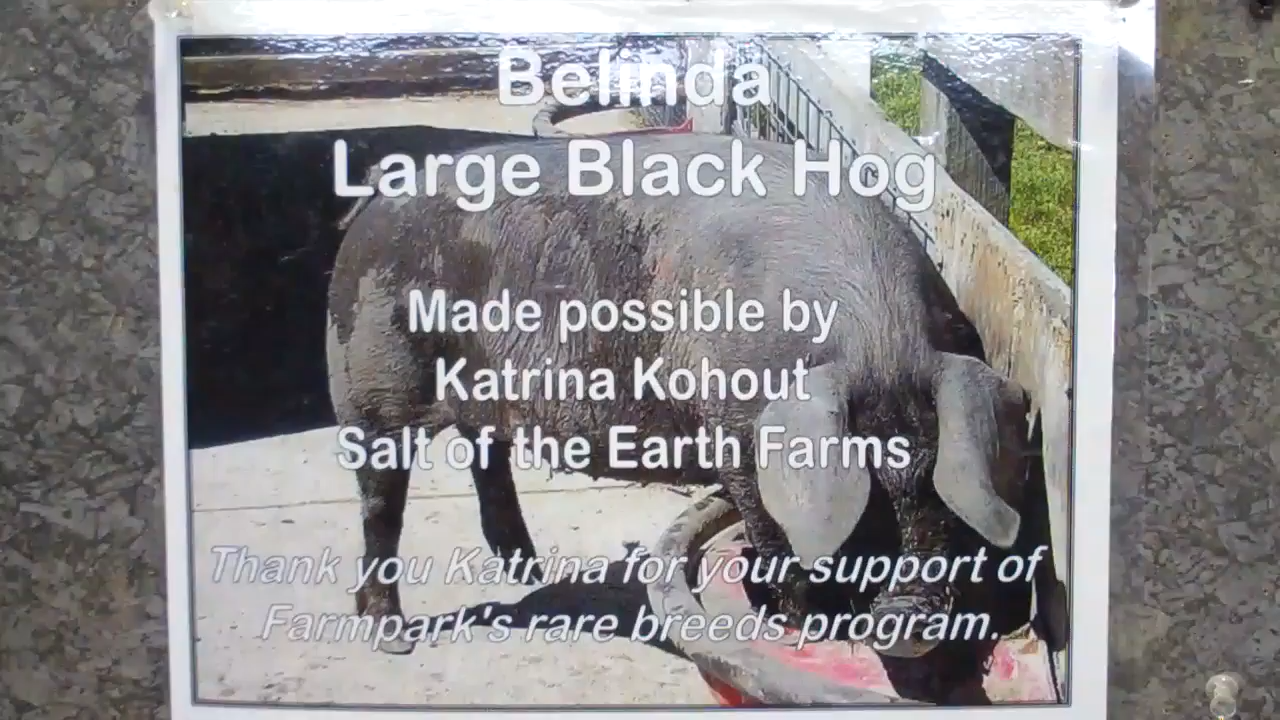 Belinda
Large Black Hog
Made possible by
Katrina Kohout
Salt of the Earth Farms
Thank you Katrina for your support of
Farmpark's rare breeds program.